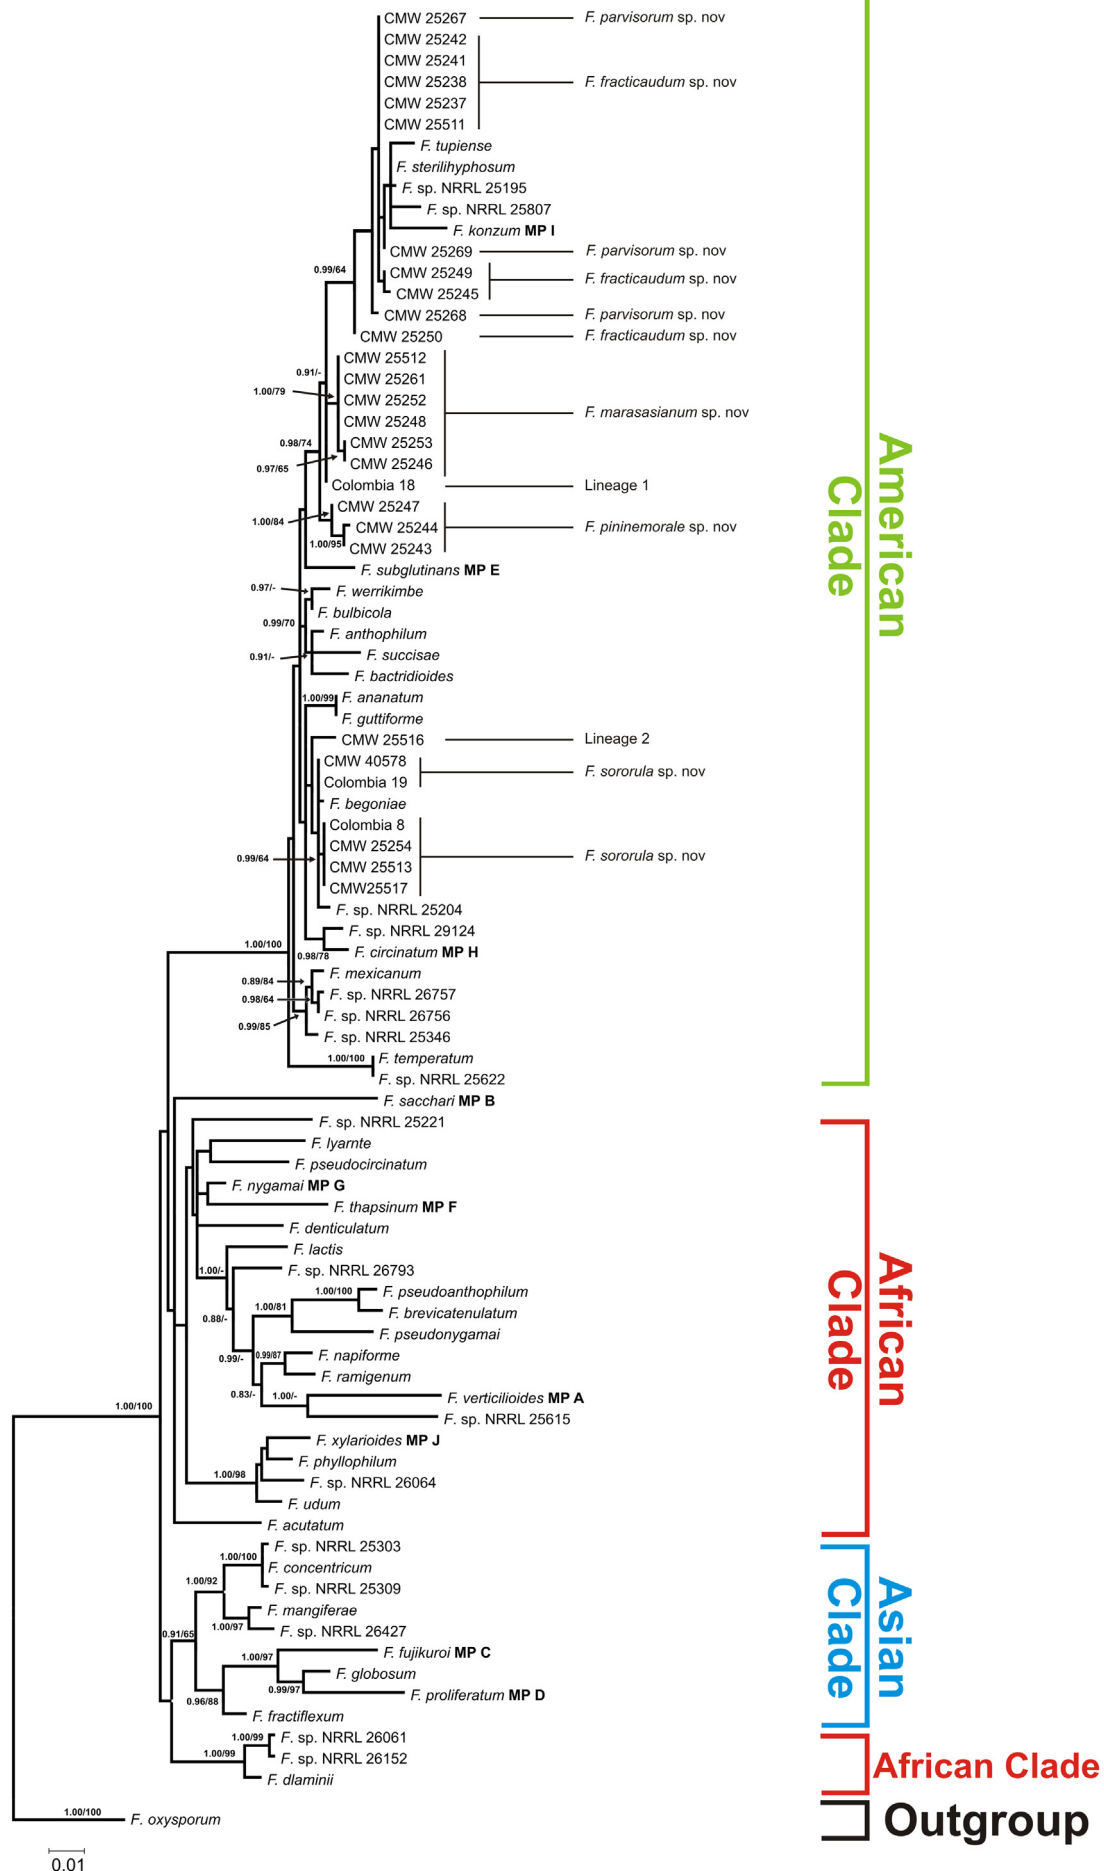 CMW 25267 F. parvisorum sp. nov
CMW 25242
CMW 25241
CMW 25238 F. fracticaudum sp. nov
CMW 25237
CMW 25511
F. tupiense
F. sterilihyphosum
F. sp. NRRL 25195
F. sp. NRRL 25807
F. konzum MP I
CMW 25269 F. parvisorum sp. nov
0.99/64
CMW 25249
F. fracticaudum sp. nov
CMW 25245
CMW 25268 F. parvisorum sp. nov
CMW 25250 F. fracticaudum sp. nov
CMW 25512
0.91/-
CMW 25261
1.00/79
CMW 25252
F. marasasianum sp. nov
CMW 25248
0.98/74
CMW 25253
0.97/65
CMW 25246
Colombia 18 Lineage 1
CMW 25247
1.00/84
CMW 25244 F. pininemorale sp. nov
1.00/95
CMW 25243
F. subglutinans MP E
0.97/-
F. werrikimbe
F. bulbicola
0.99/70
F. anthophilum
0.91/-
F. succisae
F. bactridioides
1.00/99
F. ananatum
F. guttiforme
CMW 25516 Lineage 2
CMW 40578
F. sororula sp. nov
Colombia 19
F. begoniae
Colombia 8
CMW 25254
0.99/64
F. sororula sp. nov
CMW 25513
CMW25517
F. sp. NRRL 25204
F. sp. NRRL 29124
1.00/100
F. circinatum MP H
0.98/78
F. mexicanum
0.89/84
F. sp. NRRL 26757
0.98/64
F. sp. NRRL 26756
0.99/85
F. sp. NRRL 25346
1.00/100
F. temperatum
F. sp. NRRL 25622
American
Clade
F. sacchari MP B
F. sp. NRRL 25221
F. lyarnte
F. pseudocircinatum
F. nygamai MP G
F. thapsinum MP F
F. denticulatum
F. lactis
1.00/-
F. sp. NRRL 26793
1.00/100
F. pseudoanthophilum
1.00/81
F. brevicatenulatum
0.88/-
F. pseudonygamai
0.99/-
0.99/87
F. napiforme
F. ramigenum
0.83/-
1.00/-
F. verticilioides MP A
1.00/100
F. sp. NRRL 25615
F. xylarioides MP J
F. phyllophilum
1.00/98
F. sp. NRRL 26064
F. udum
F. acutatum
African
Clade
F. sp. NRRL 25303
1.00/100
F. concentricum
1.00/92
F. sp. NRRL 25309
F. mangiferae
1.00/97
F. sp. NRRL 26427
0.91/65
F. fujikuroi MP C
1.00/97
F. globosum
0.99/97
F. proliferatum MP D
0.96/88
F. fractiflexum
Asian
Clade
1.00/99
F. sp. NRRL 26061
1.00/99
F. sp. NRRL 26152
F. dlaminii
African Clade
1.00/100
F. oxysporum
Outgroup
0.01